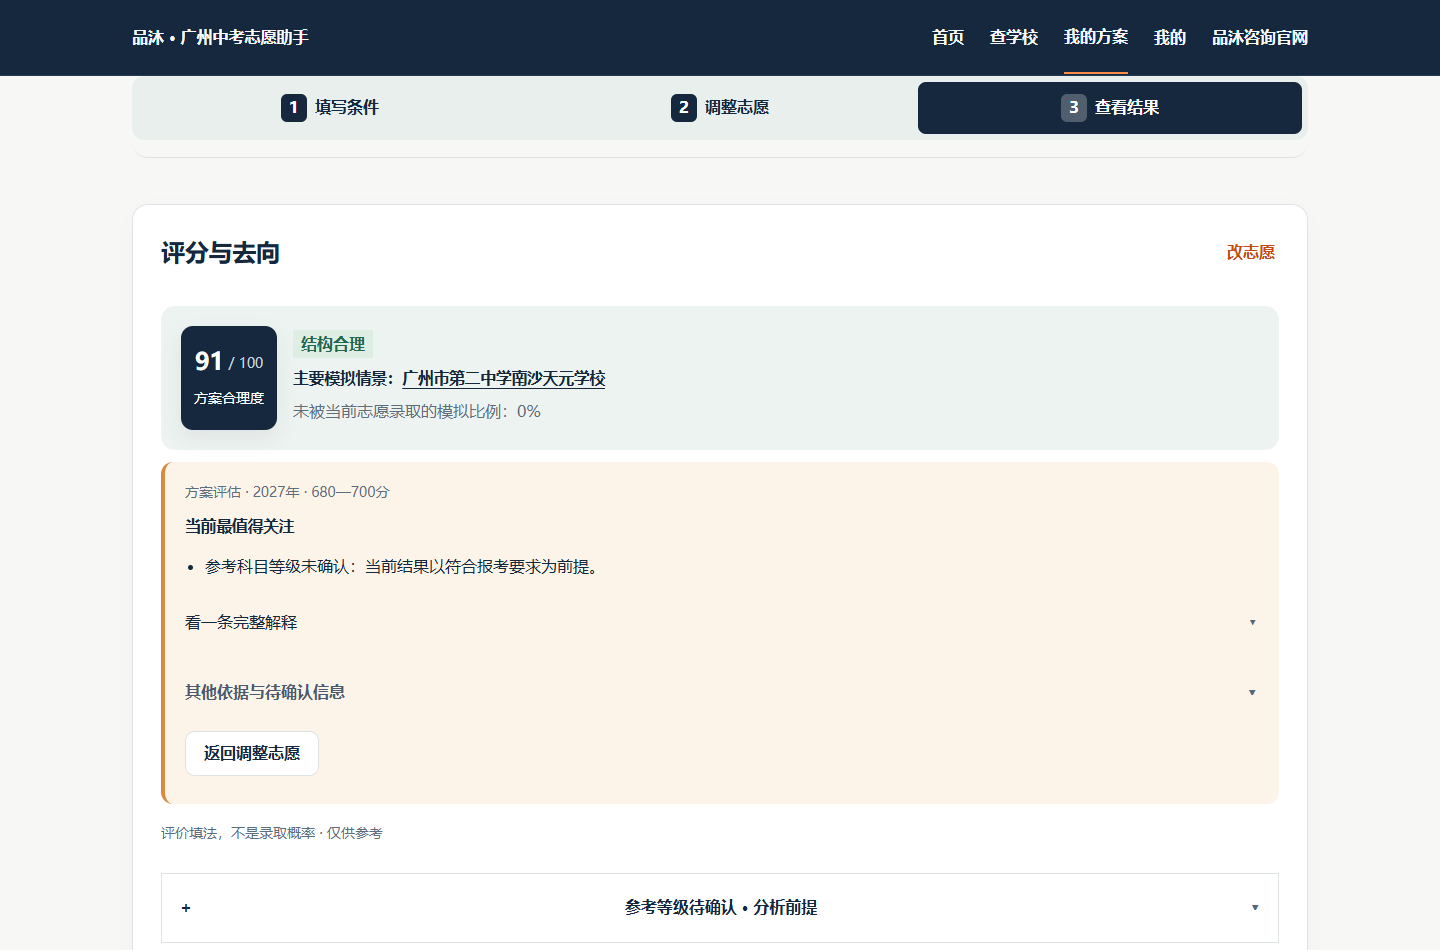 品沐 • 广州中考志愿助手
首页
查学校
我的方案
我的
品沐咨询官网
1 填写条件
2 调整志愿
3 查看结果
评分与去向
改志愿
91 / 100
方案合理度
结构合理
主要模拟情景：广州市第二中学南沙天元学校
未被当前志愿录取的模拟比例：0%
方案评估 · 2027年 · 680—700分
当前最值得关注
• 参考科目等级未确认：当前结果以符合报考要求为前提。
看一条完整解释 ▼
其他依据与待确认信息 ▼
返回调整志愿
评价填法，不是录取概率 · 仅供参考
+ 参考等级待确认 • 分析前提 ▼